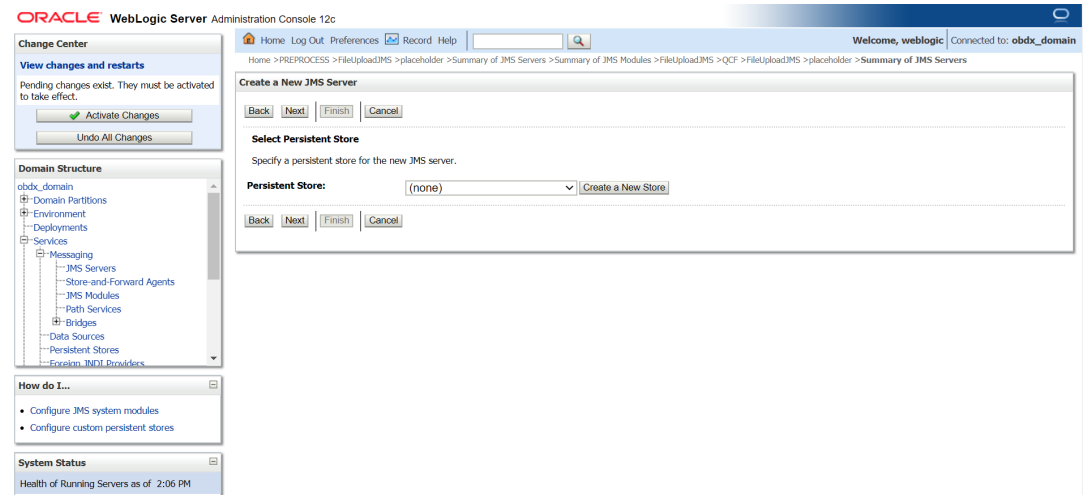 ORACLE WebLogic Server Administration Console 12c
Change Center
View changes and restarts
Pending changes exist. They must be activated
to take effect.
Activate Changes
Undo All Changes
Domain Structure
obdx_domain
Domain Partitions
Environment
Deployments
Services
Messaging
JMS Servers
Store-and-Forward Agents
JMS Modules
Path Services
Bridges
Data Sources
Persistent Stores
Foreign JNDI Providers
How do I...
Configure JMS system modules
Configure custom persistent stores
System Status
Health of Running Servers as of 2:06 PM
Home Log Out Preferences Record Help
Welcome, weblogic Connected to: obdx_domain
Home >PREPROCESS >FileUploadJMS >placeholder >Summary of JMS Servers >Summary of JMS Modules >FileUploadJMS >QCF >FileUploadJMS >placeholder >Summary of JMS Servers
Create a New JMS Server
Back Next Finish Cancel
Select Persistent Store
Specify a persistent store for the new JMS server.
Persistent Store: (none) Create a New Store
Back Next Finish Cancel